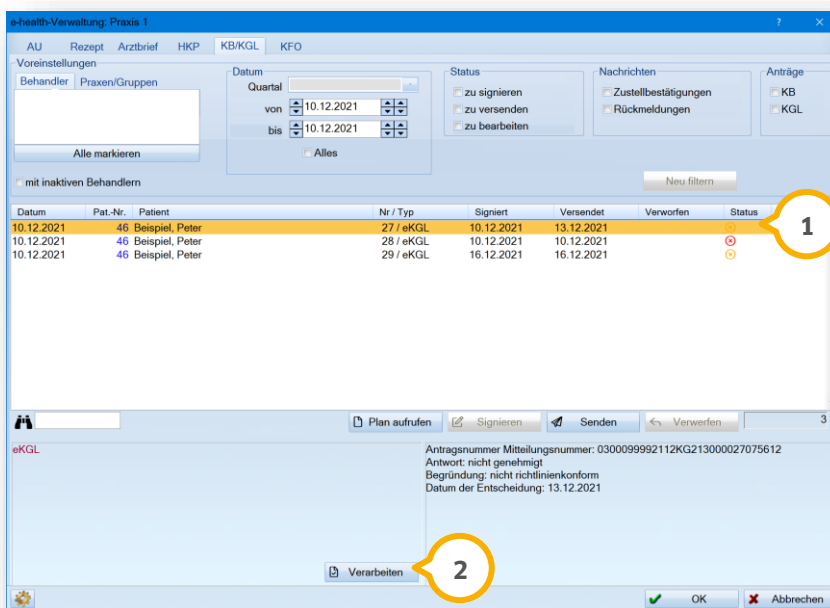 e-health-Verwaltung: Praxis 1 ? ×
AU Rezept Arztbrief HKP KB/KGL KFO
Voreinstellungen
Behandler Praxen/Gruppen
Alle markieren
mit inaktiven Behandlern
Datum
Quartal
von 10.12.2021
bis 10.12.2021
Alles
Status
zu signieren
zu versenden
zu bearbeiten
Nachrichten
Zustellbestätigungen
Rückmeldungen
Anträge
KB
KGL
Neu filtern
Datum Pat.-Nr. Patient Nr / Typ Signiert Versendet Verworfen Status
10.12.2021 46 Beispiel, Peter 27 / eKGL 10.12.2021 13.12.2021
10.12.2021 46 Beispiel, Peter 28 / eKGL 10.12.2021 10.12.2021
10.12.2021 46 Beispiel, Peter 29 / eKGL 16.12.2021 16.12.2021
1
Plan aufrufen Signieren Senden Verwerfen 3
eKGL
Antragsnummer Mitteilungsnummer: 0300099992112KG213000027075612
Antwort: nicht genehmigt
Begründung: nicht richtlinienkonform
Datum der Entscheidung: 13.12.2021
Verarbeiten
2
OK Abbrechen